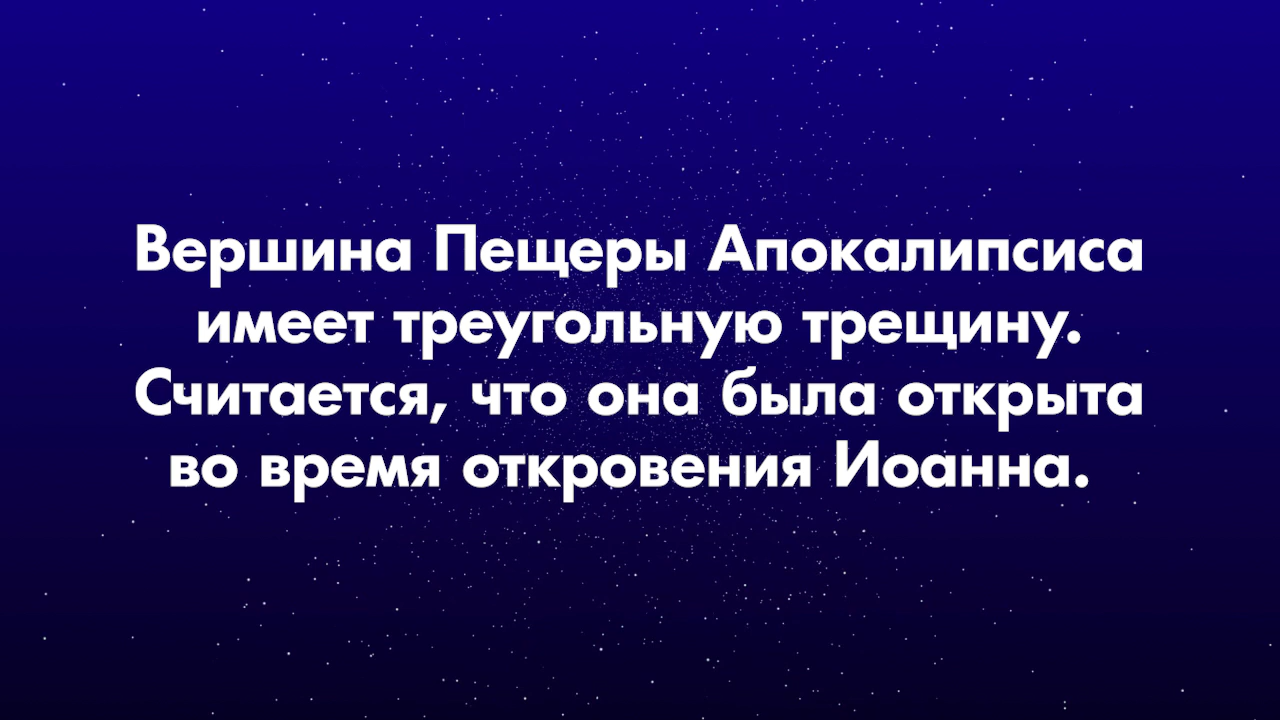 Вершина Пещеры Апокалипсиса
имеет треугольную трещину.
Считается, что она была открыта
во время откровения Иоанна.